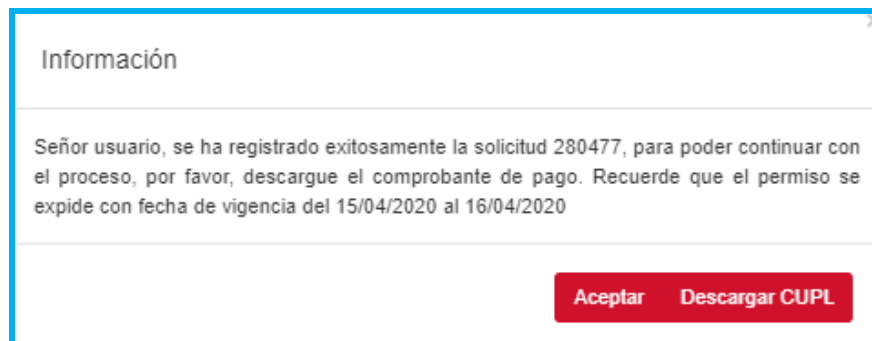 Información
Señor usuario, se ha registrado exitosamente la solicitud 280477, para poder continuar con
el proceso, por favor, descargue el comprobante de pago. Recuerde que el permiso se
expide con fecha de vigencia del 15/04/2020 al 16/04/2020
Aceptar Descargar CUPL